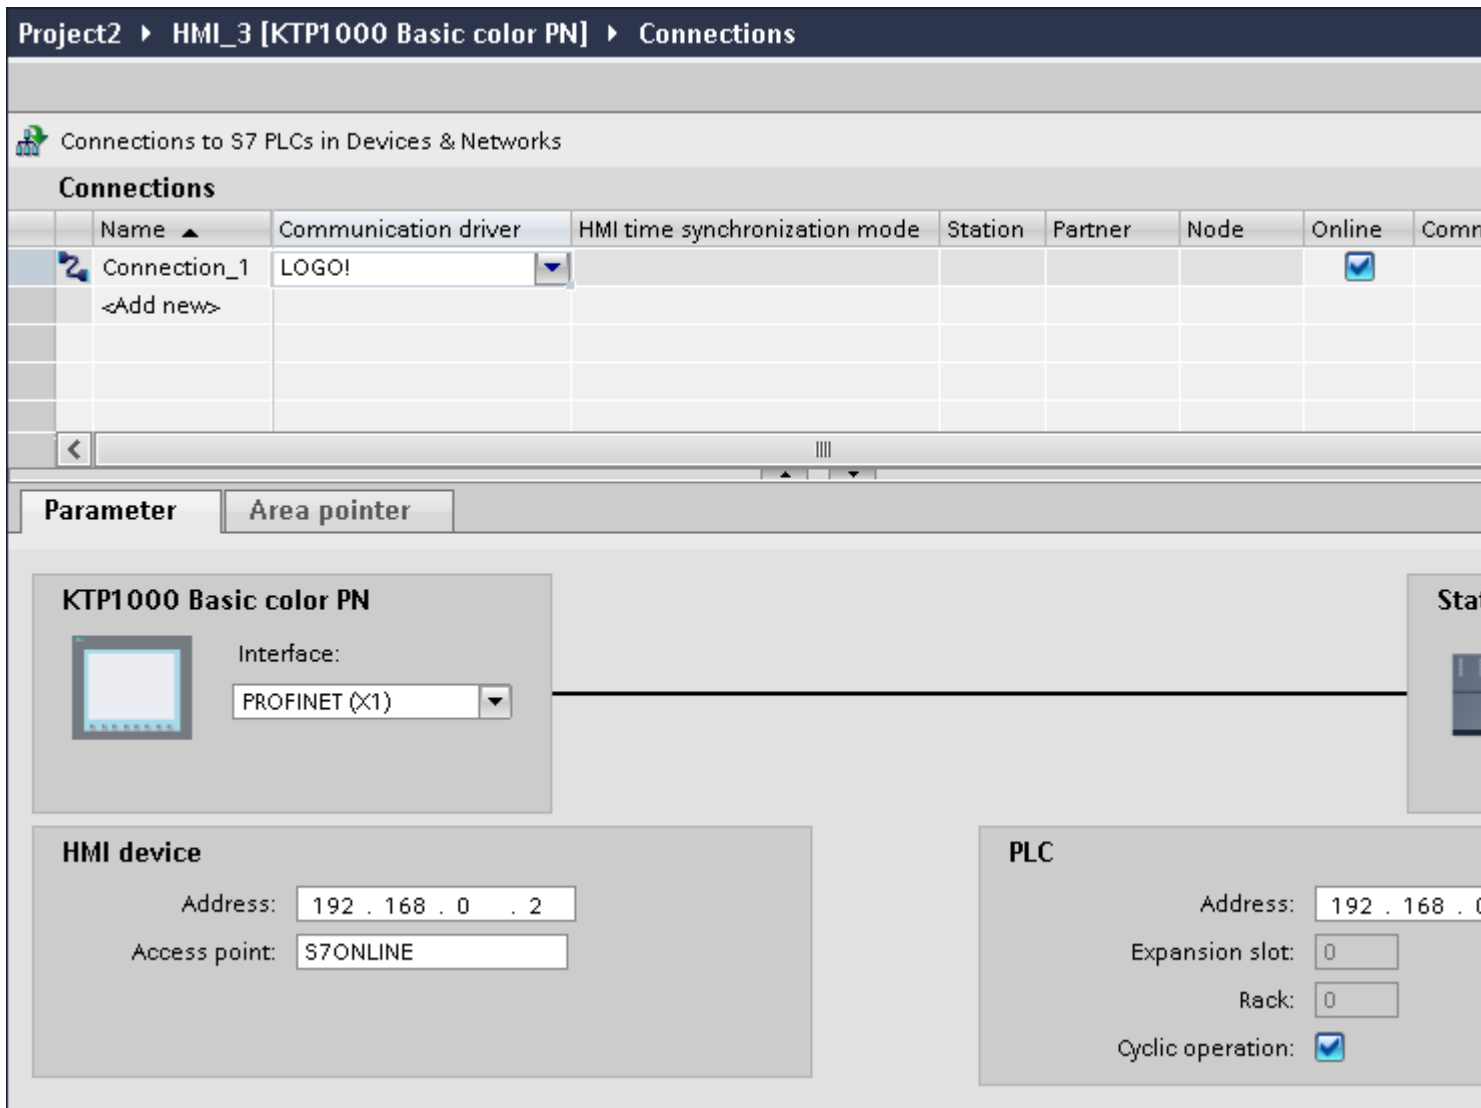 Project2 ▸ HMI_3 [KTP1000 Basic color PN] ▸ Connections
Connections to S7 PLCs in Devices & Networks
Connections
Name Communication driver HMI time synchronization mode Station Partner Node Online Comm
Connection_1 LOGO!
<Add new>
Parameter Area pointer
KTP1000 Basic color PN
Interface:
PROFINET (X1)
HMI device
Address: 192 . 168 . 0 . 2
Access point: S7ONLINE
PLC
Address: 192 . 168 . 0
Expansion slot: 0
Rack: 0
Cyclic operation: